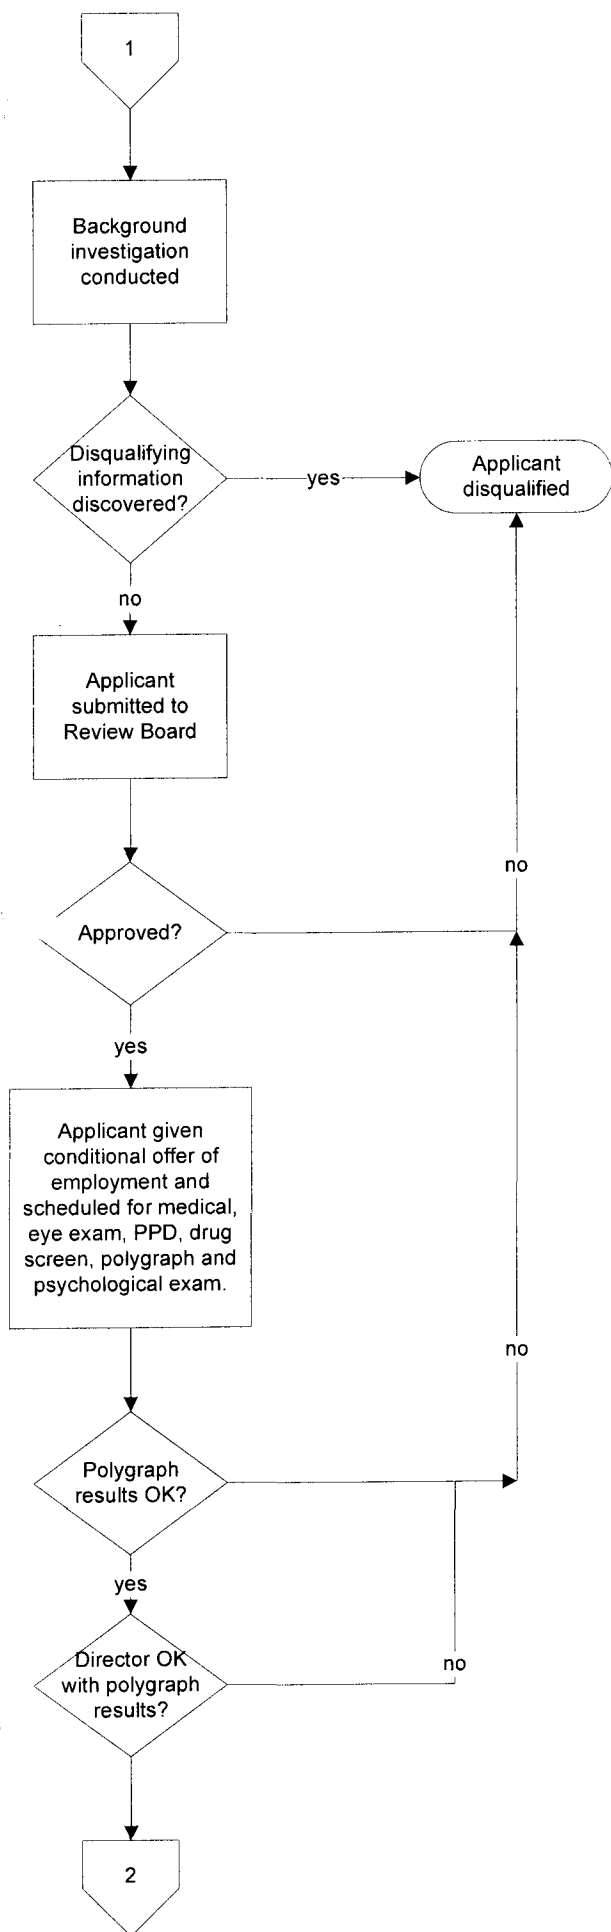 1
Background
investigation
conducted
Disqualifying
information
discovered?
yes
Applicant
disqualified
no
Applicant
submitted to
Review Board
no
Approved?
yes
Applicant given
conditional offer of
employment and
scheduled for medical,
eye exam, PPD, drug
screen, polygraph and
psychological exam.
no
Polygraph
results OK?
yes
Director OK
with polygraph
results?
no
2